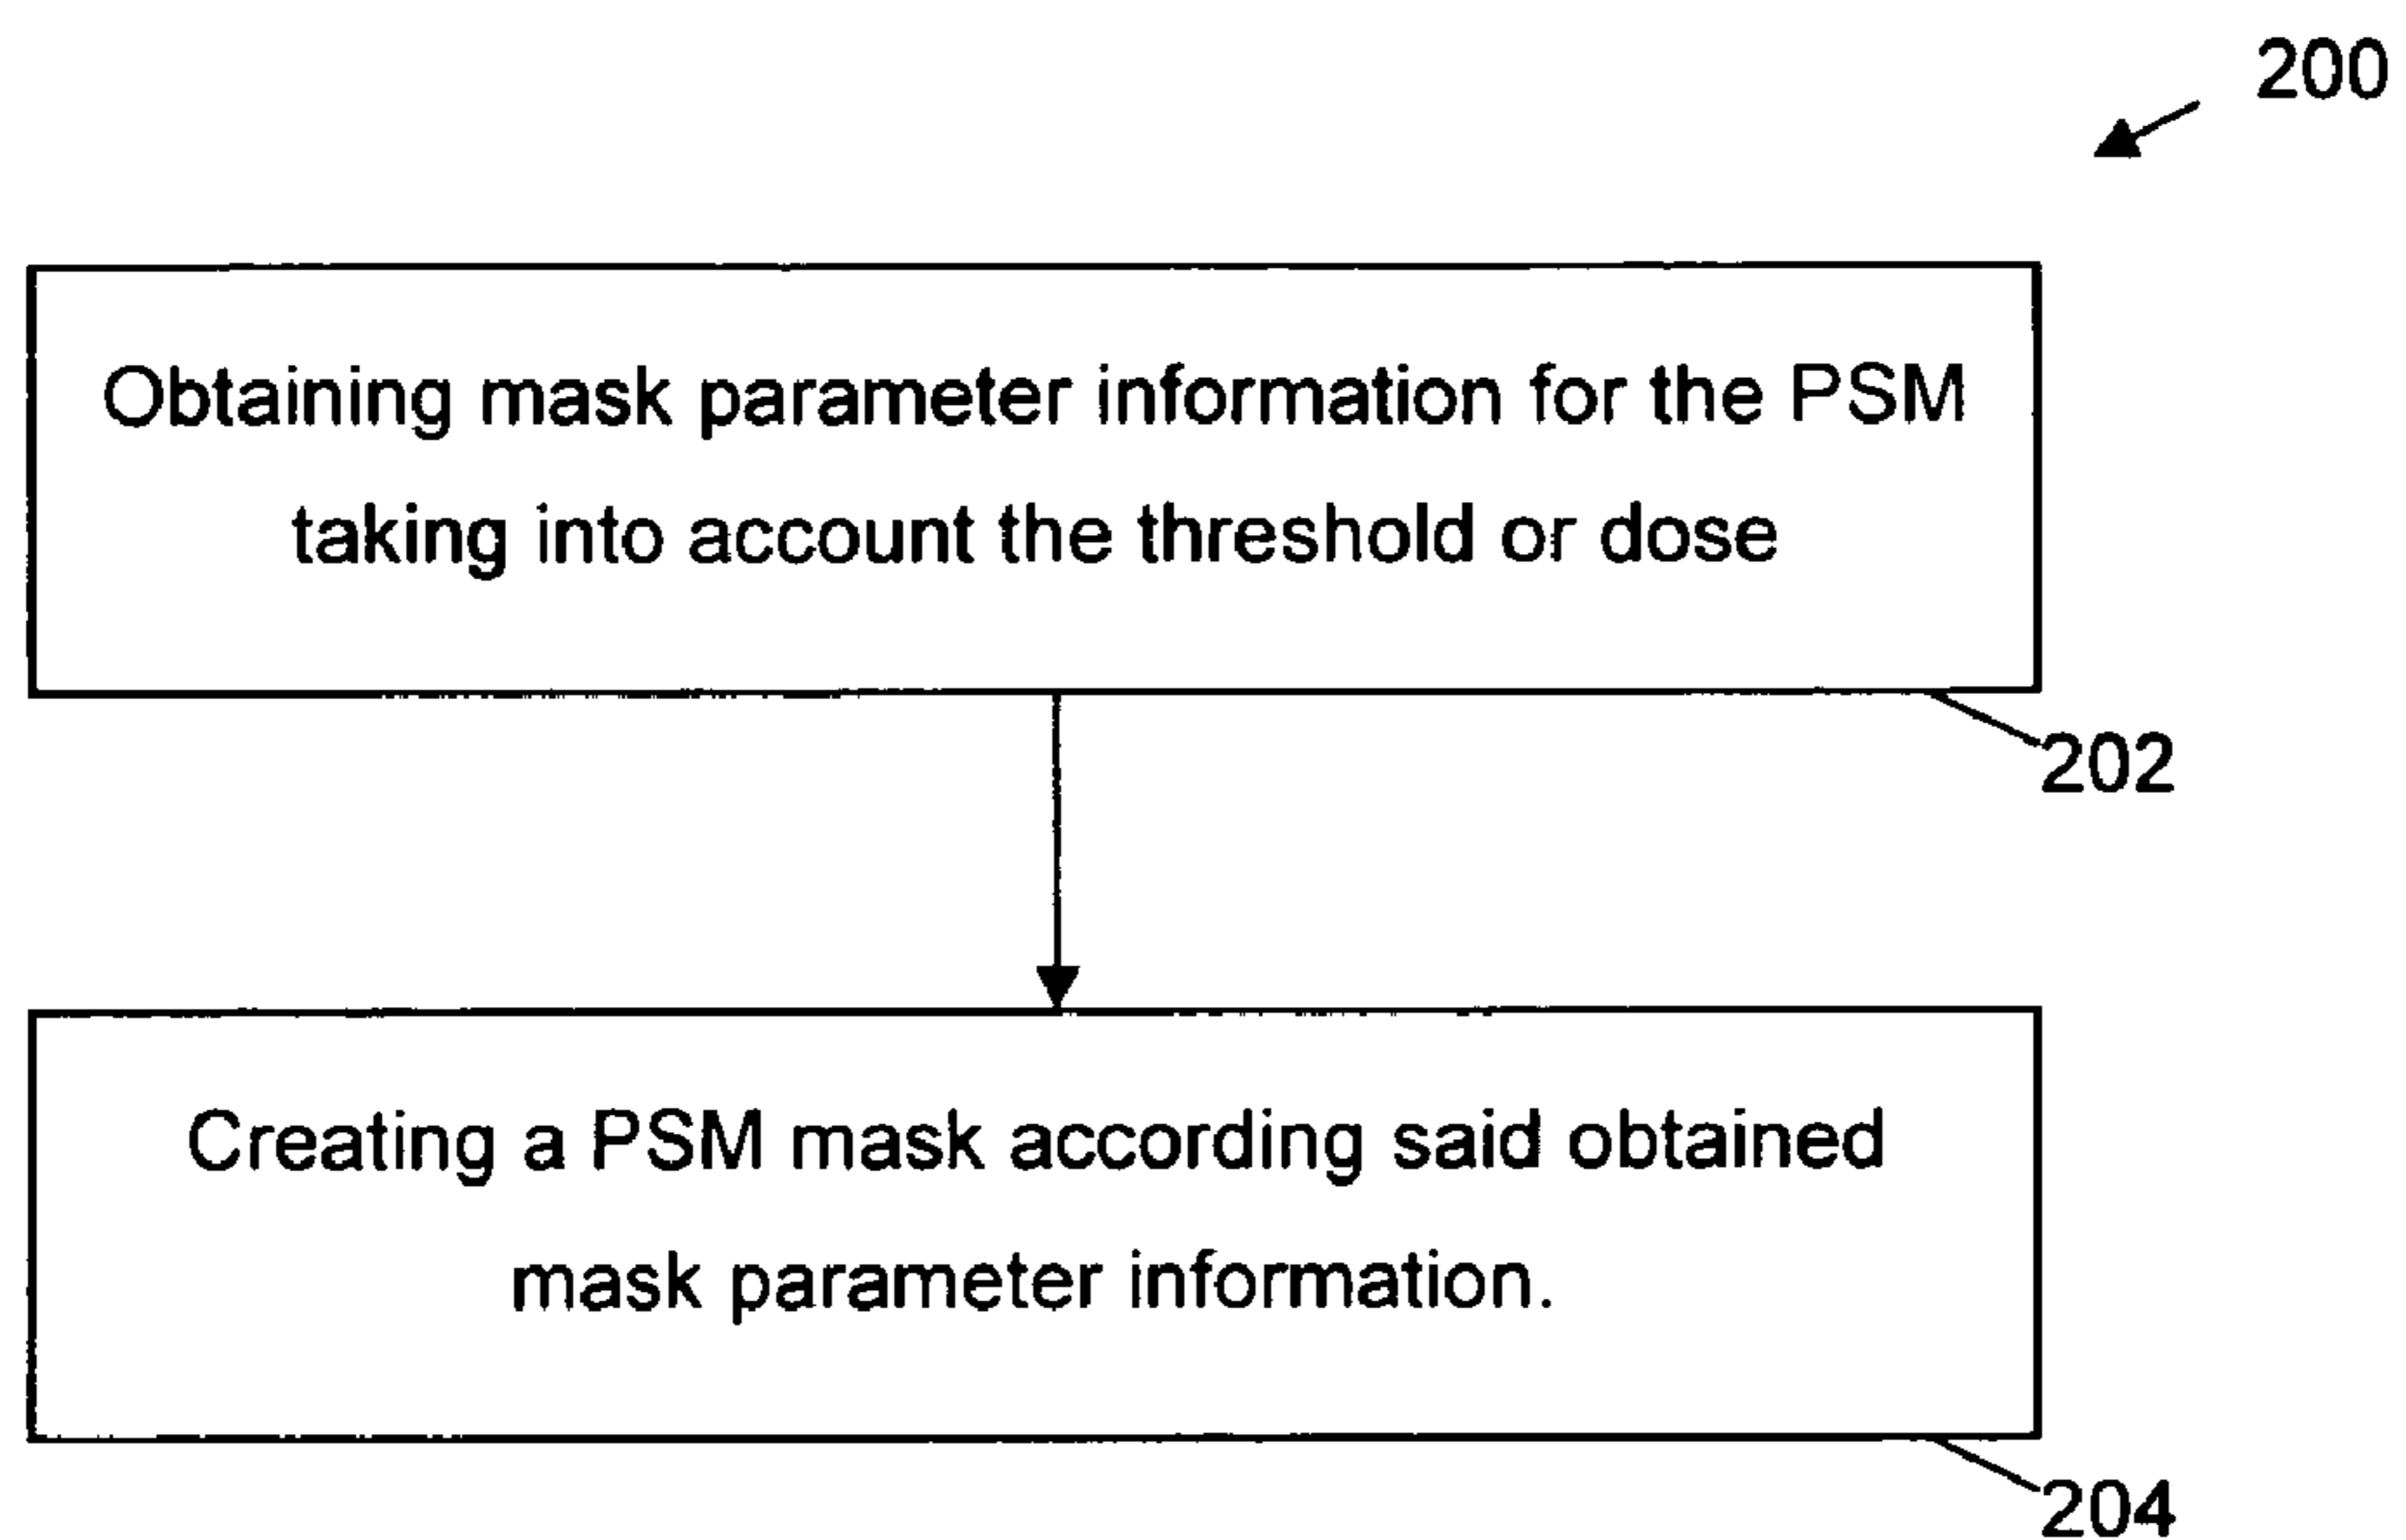 200
Obtaining mask parameter information for the PSM
taking into account the threshold or dose
202
Creating a PSM mask according said obtained
mask parameter information.
204